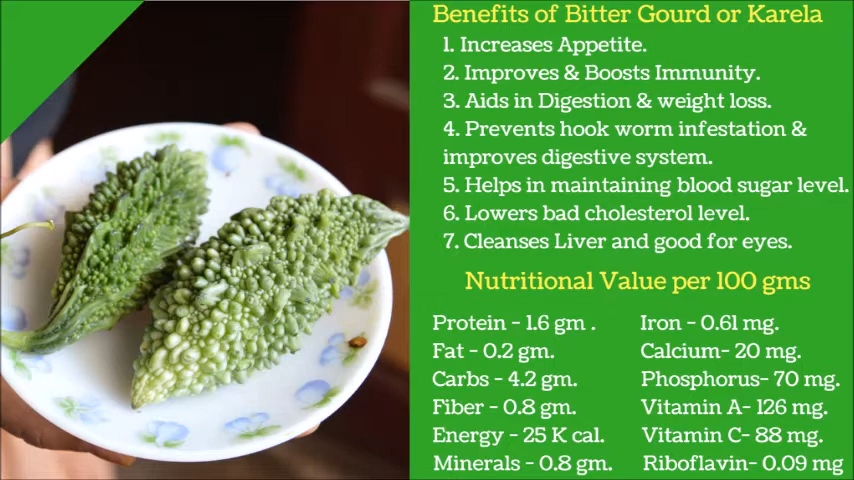 Benefits of Bitter Gourd or Karela
1. Increases Appetite.
2. Improves & Boosts Immunity.
3. Aids in Digestion & weight loss.
4. Prevents hook worm infestation &
improves digestive system.
5. Helps in maintaining blood sugar level.
6. Lowers bad cholesterol level.
7. Cleanses Liver and good for eyes.
Nutritional Value per 100 gms
Protein - 1.6 gm .
Fat - 0.2 gm.
Carbs - 4.2 gm.
Fiber - 0.8 gm.
Energy - 25 K cal.
Minerals - 0.8 gm.
Iron - 0.61 mg.
Calcium- 20 mg.
Phosphorus- 70 mg.
Vitamin A- 126 mg.
Vitamin C- 88 mg.
Riboflavin- 0.09 mg